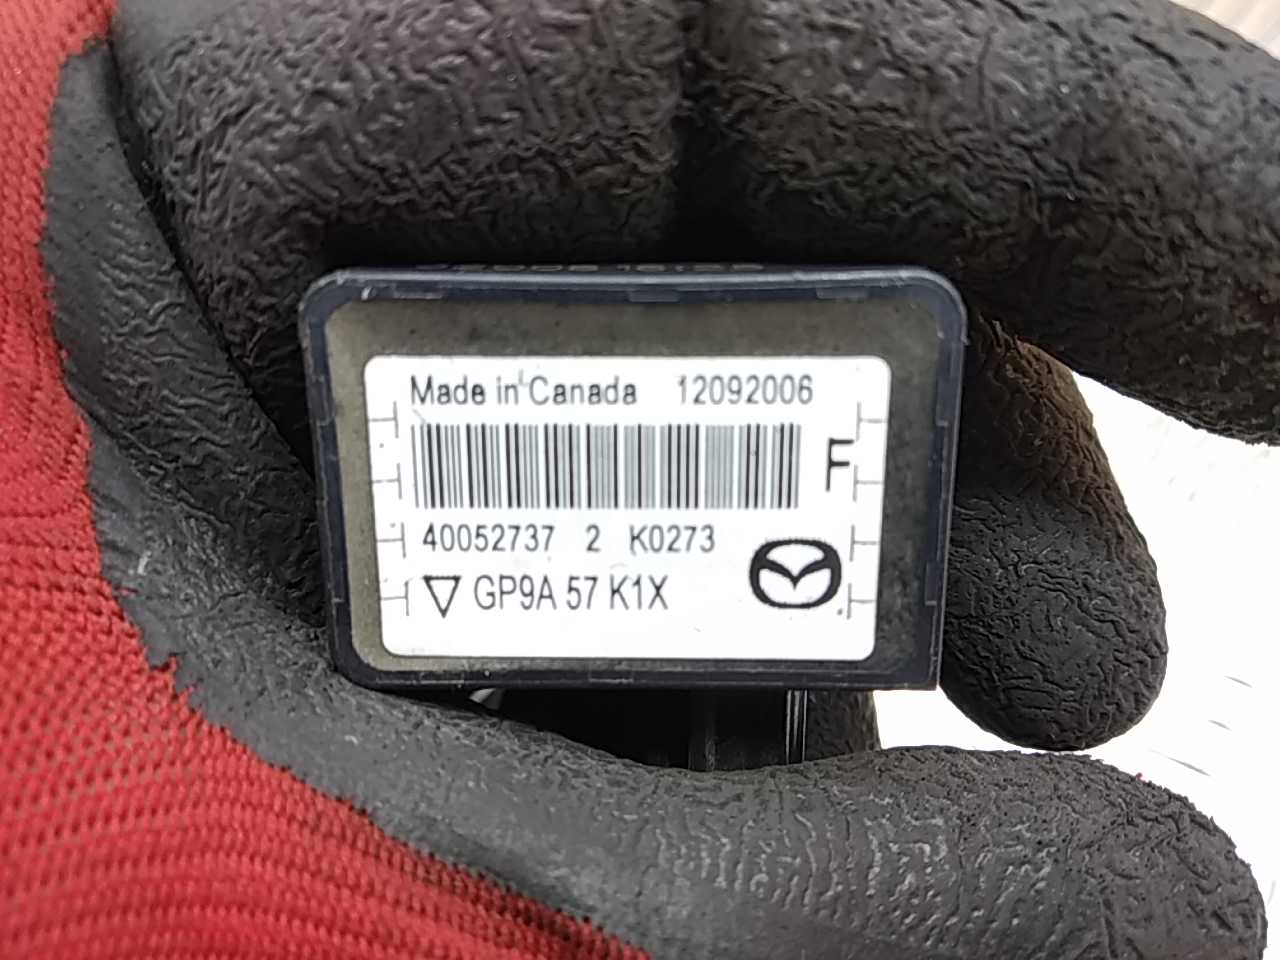 Made in Canada 12092006
F
40052737 2 K0273
GP9A 57 K1X